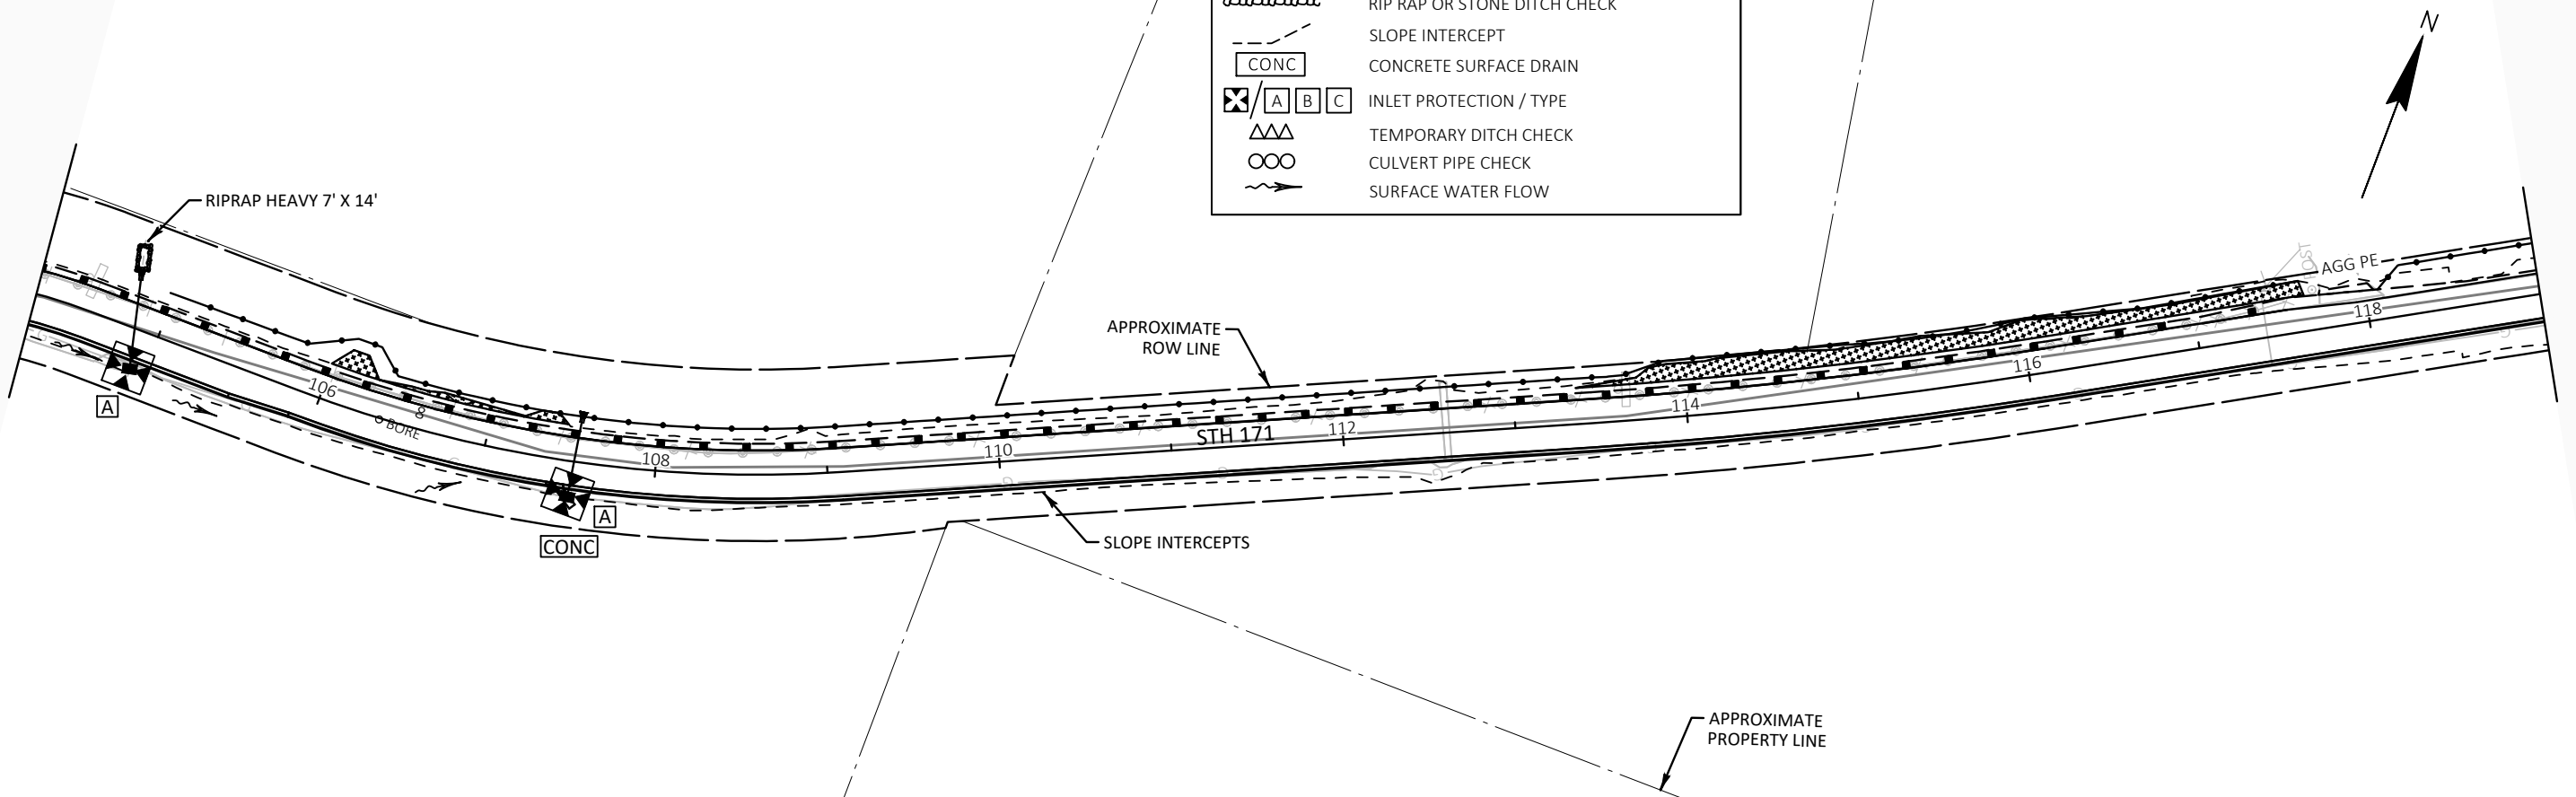 RIP RAP OR STONE DITCH CHECK
SLOPE INTERCEPT
CONC CONCRETE SURFACE DRAIN
A B C INLET PROTECTION / TYPE
TEMPORARY DITCH CHECK
CULVERT PIPE CHECK
SURFACE WATER FLOW
N
RIPRAP HEAVY 7' X 14'
AGG PE
118
APPROXIMATE
ROW LINE
116
106
8
BORE
A
114
112
STH 171
110
108
A
CONC
SLOPE INTERCEPTS
APPROXIMATE
PROPERTY LINE